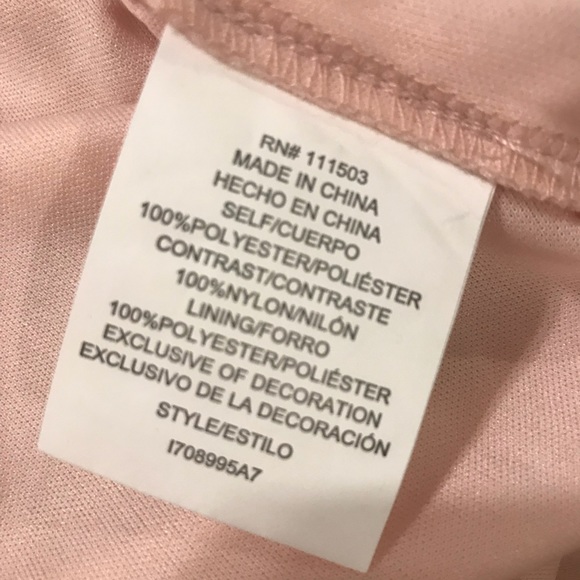 RN# 111503
MADE IN CHINA
HECHO EN CHINA
SELF/CUERPO
100%POLYESTER/POLIÉSTER
CONTRAST/CONTRASTE
100%NYLON/NILÓN
LINING/FORRO
100%POLYESTER/POLIÉSTER
EXCLUSIVE OF DECORATION
EXCLUSIVO DE LA DECORACIÓN
STYLE/ESTILO
I708995A7